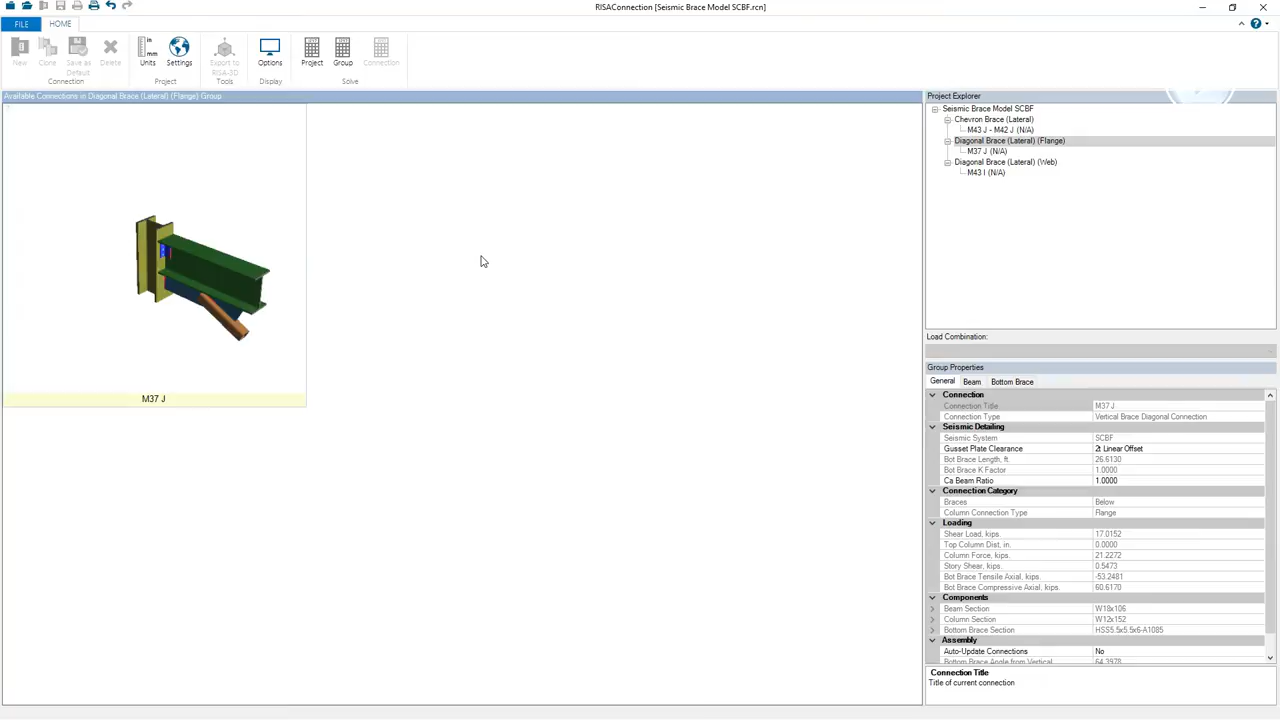 RISAConnection [Seismic Brace Model SCBF.rcn]
FILE HOME
New Clone Save as Default Delete Units Settings Export to RISA-3D Options Project Group Connection
in mm
Connection Project Tools Display Solve
Available Connections in Diagonal Brace (Lateral) (Flange) Group
M37 J
Project Explorer
Seismic Brace Model SCBF
Chevron Brace (Lateral)
M43 J - M42 J (N/A)
Diagonal Brace (Lateral) (Flange)
M37 J (N/A)
Diagonal Brace (Lateral) (Web)
M43 I (N/A)
Load Combination:
Group Properties
General Beam Bottom Brace
Connection
Connection Title M37 J
Connection Type Vertical Brace Diagonal Connection
Seismic Detailing
Seismic System SCBF
Gusset Plate Clearance 2t Linear Offset
Bot Brace Length, ft. 26.6130
Bot Brace K Factor 1.0000
Ca Beam Ratio 1.0000
Connection Category
Braces Below
Column Connection Type Flange
Loading
Shear Load, kips. 17.0152
Top Column Dist, in. 0.0000
Column Force, kips. 21.2272
Story Shear, kips. 0.5473
Bot Brace Tensile Axial, kips. -53.2481
Bot Brace Compressive Axial, kips. 60.6170
Components
Beam Section W18x106
Column Section W12x152
Bottom Brace Section HSS5.5x5.5x6-A1085
Assembly
Auto-Update Connections No
Bottom Brace Angle from Vertical 64.3978
Connection Title
Title of current connection